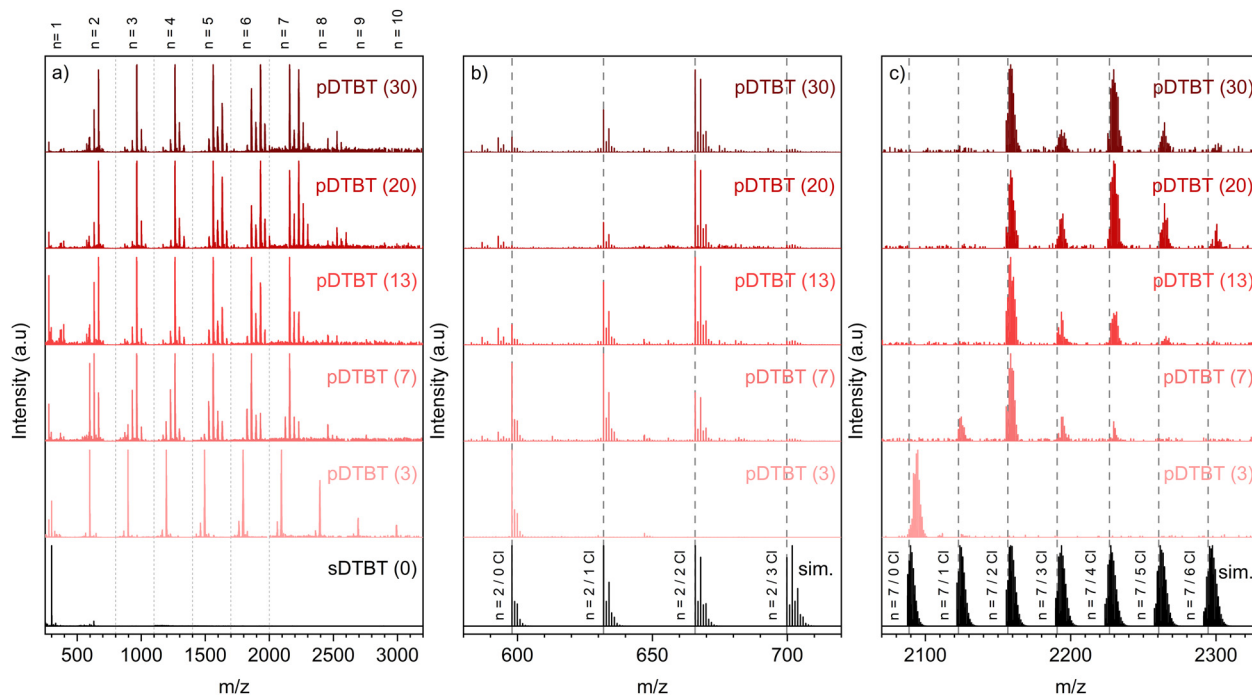 n= 1
n = 2
n = 3
n = 4
n = 5
n = 6
n = 7
n = 8
n = 9
n = 10
a)
pDTBT (30)
pDTBT (20)
pDTBT (13)
pDTBT (7)
pDTBT (3)
sDTBT (0)
Intensity (a.u)
500
1000
1500
2000
2500
3000
m/z
b)
pDTBT (30)
pDTBT (20)
pDTBT (13)
pDTBT (7)
pDTBT (3)
sim.
n = 2 / 0 Cl
n = 2 / 1 Cl
n = 2 / 2 Cl
n = 2 / 3 Cl
Intensity (a.u)
600
650
700
m/z
c)
pDTBT (30)
pDTBT (20)
pDTBT (13)
pDTBT (7)
pDTBT (3)
sim.
n = 7 / 0 Cl
n = 7 / 1 Cl
n = 7 / 2 Cl
n = 7 / 3 Cl
n = 7 / 4 Cl
n = 7 / 5 Cl
n = 7 / 6 Cl
Intensity (a.u)
2100
2200
2300
m/z